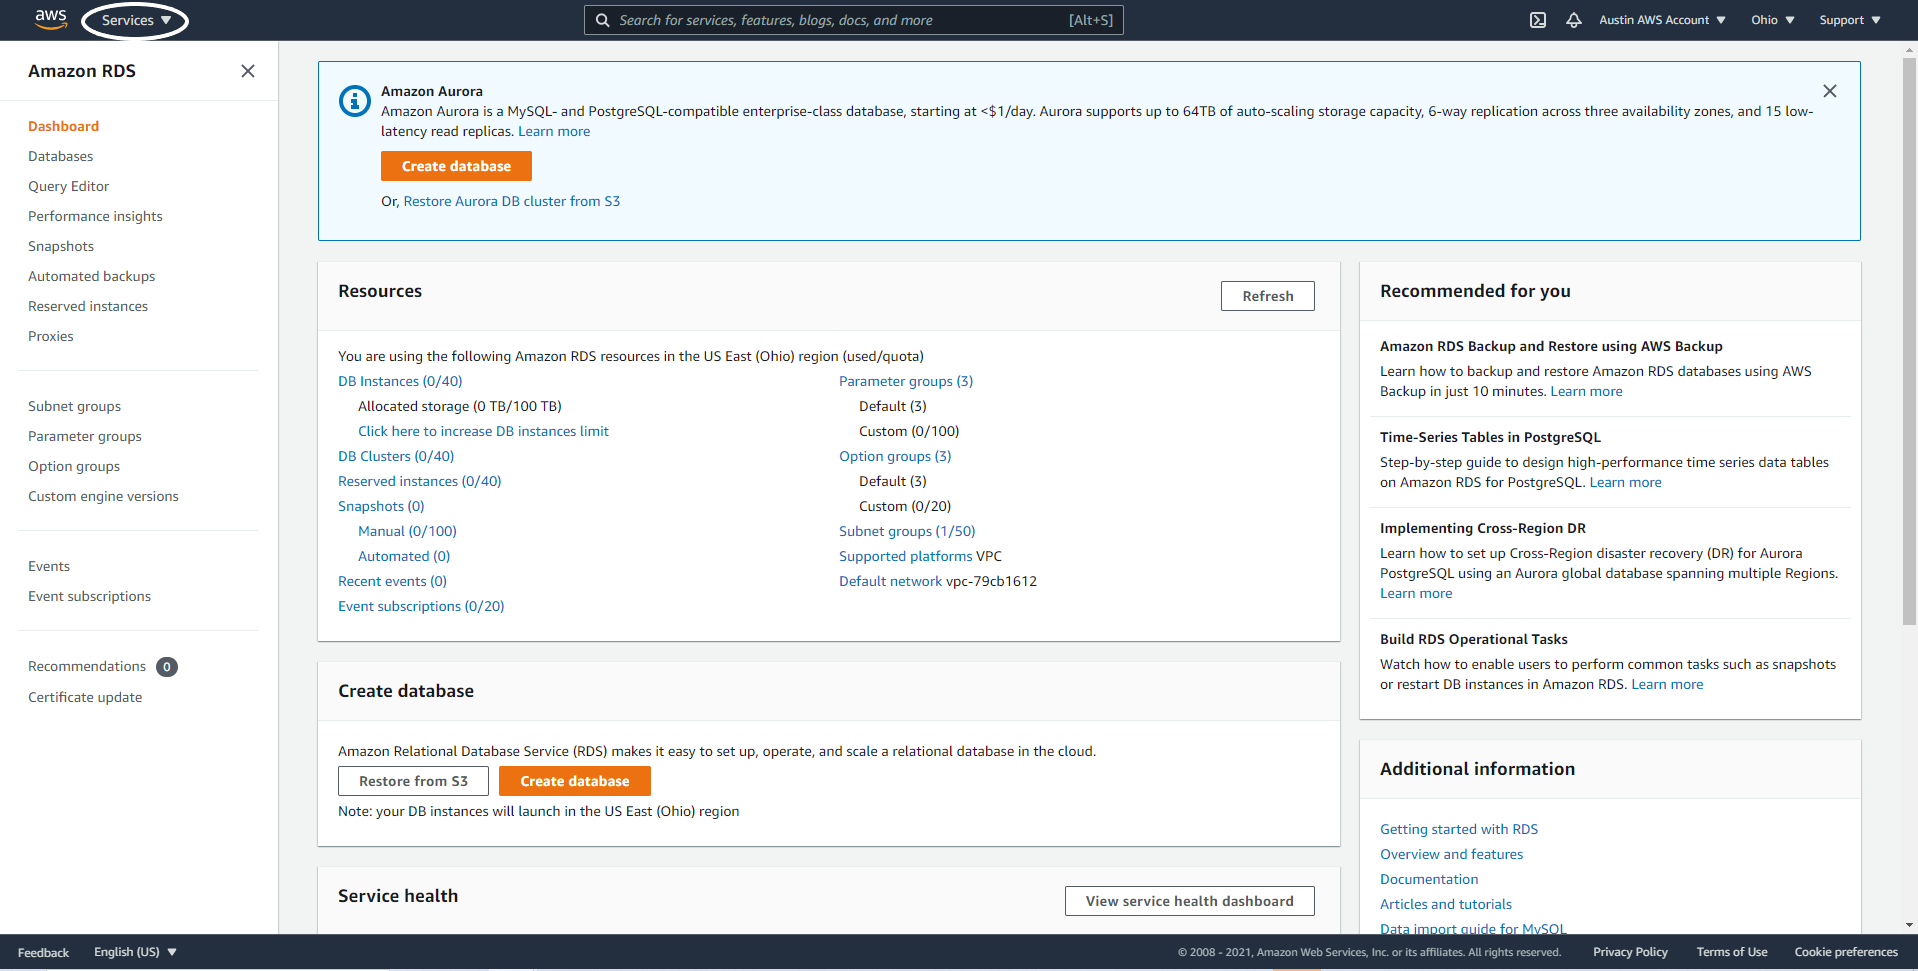 aws
Services
Search for services, features, blogs, docs, and more
[Alt+S]
Austin AWS Account
Ohio
Support
Amazon RDS
Dashboard
Databases
Query Editor
Performance insights
Snapshots
Automated backups
Reserved instances
Proxies
Subnet groups
Parameter groups
Option groups
Custom engine versions
Events
Event subscriptions
Recommendations 0
Certificate update
Amazon Aurora
Amazon Aurora is a MySQL- and PostgreSQL-compatible enterprise-class database, starting at <$1/day. Aurora supports up to 64TB of auto-scaling storage capacity, 6-way replication across three availability zones, and 15 low-
latency read replicas. Learn more
Create database
Or, Restore Aurora DB cluster from S3
Resources
Refresh
You are using the following Amazon RDS resources in the US East (Ohio) region (used/quota)
DB Instances (0/40)
Allocated storage (0 TB/100 TB)
Click here to increase DB instances limit
DB Clusters (0/40)
Reserved instances (0/40)
Snapshots (0)
Manual (0/100)
Automated (0)
Recent events (0)
Event subscriptions (0/20)
Parameter groups (3)
Default (3)
Custom (0/100)
Option groups (3)
Default (3)
Custom (0/20)
Subnet groups (1/50)
Supported platforms VPC
Default network vpc-79cb1612
Create database
Amazon Relational Database Service (RDS) makes it easy to set up, operate, and scale a relational database in the cloud.
Restore from S3
Create database
Note: your DB instances will launch in the US East (Ohio) region
Service health
View service health dashboard
Recommended for you
Amazon RDS Backup and Restore using AWS Backup
Learn how to backup and restore Amazon RDS databases using AWS
Backup in just 10 minutes. Learn more
Time-Series Tables in PostgreSQL
Step-by-step guide to design high-performance time series data tables
on Amazon RDS for PostgreSQL. Learn more
Implementing Cross-Region DR
Learn how to set up Cross-Region disaster recovery (DR) for Aurora
PostgreSQL using an Aurora global database spanning multiple Regions.
Learn more
Build RDS Operational Tasks
Watch how to enable users to perform common tasks such as snapshots
or restart DB instances in Amazon RDS. Learn more
Additional information
Getting started with RDS
Overview and features
Documentation
Articles and tutorials
Data import guide for MySQL
Feedback
English (US)
© 2008 - 2021, Amazon Web Services, Inc. or its affiliates. All rights reserved.
Privacy Policy
Terms of Use
Cookie preferences